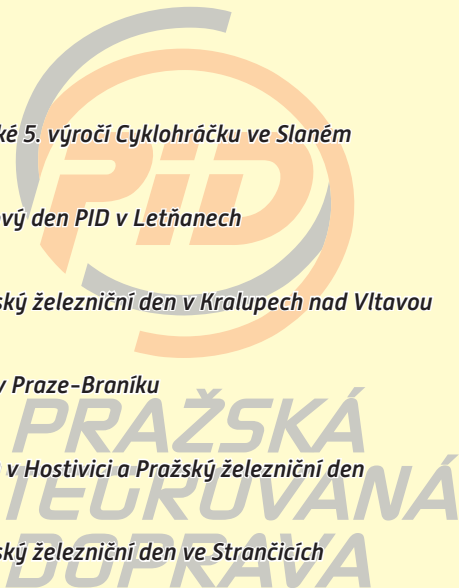 ké 5. výročí Cyklohráčku ve Slaném
vý den PID v Letňanech
PID
ský železniční den v Kralupech nad Vltavou
v Praze-Braníku
PRAŽSKÁ
v Hostivici a Pražský železniční den
TEGROVANÁ
ský železniční den ve Strančicích
DOPRAVA